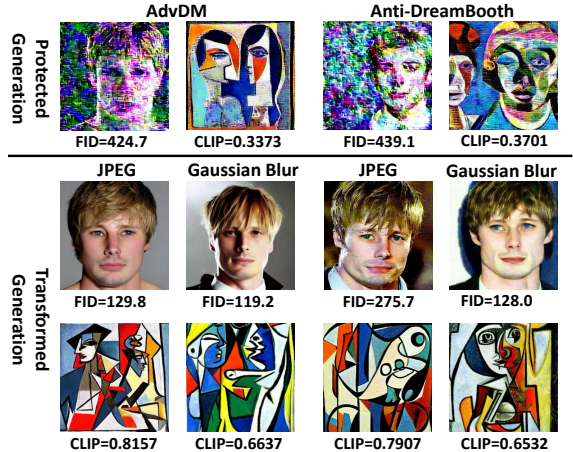 AdvDM
Anti-DreamBooth
Protected
Generation
FID=424.7
CLIP=0.3373
FID=439.1
CLIP=0.3701
JPEG
Gaussian Blur
JPEG
Gaussian Blur
Transformed
Generation
FID=129.8
FID=119.2
FID=275.7
FID=128.0
CLIP=0.8157
CLIP=0.6637
CLIP=0.7907
CLIP=0.6532